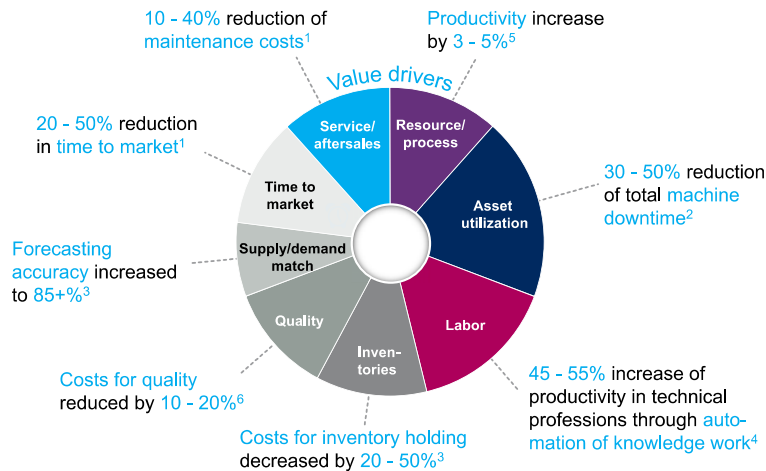 10 - 40% reduction of
maintenance costs¹
Productivity increase
by 3 - 5%⁵
Value drivers
Service/
aftersales
Resource/
process
20 - 50% reduction
in time to market¹
Time to
market
Asset
utilization
30 - 50% reduction
of total machine
downtime²
Forecasting
accuracy increased
to 85+%³
Supply/demand
match
Quality
Labor
Inven-
tories
Costs for quality
reduced by 10 - 20%⁶
45 - 55% increase of
productivity in technical
professions through auto-
mation of knowledge work⁴
Costs for inventory holding
decreased by 20 - 50%³